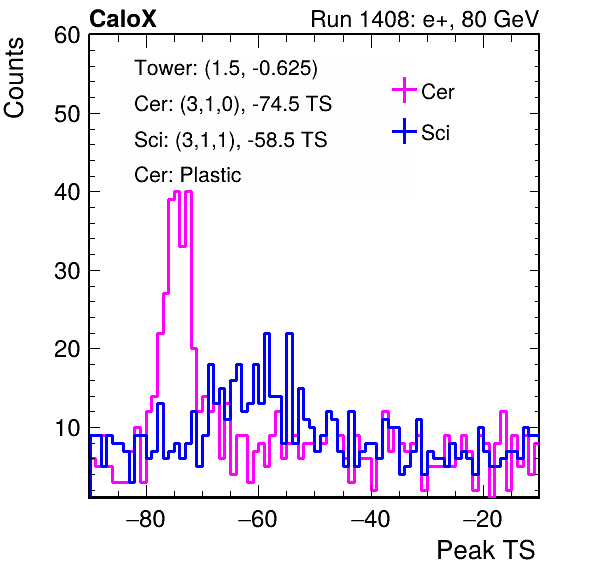 CaloX Run 1408: e+, 80 GeV
Counts
60
50
40
30
20
10
Tower: (1.5, -0.625)
Cer: (3,1,0), -74.5 TS
Sci: (3,1,1), -58.5 TS
Cer: Plastic
Cer
Sci
−80 −60 −40 −20
Peak TS